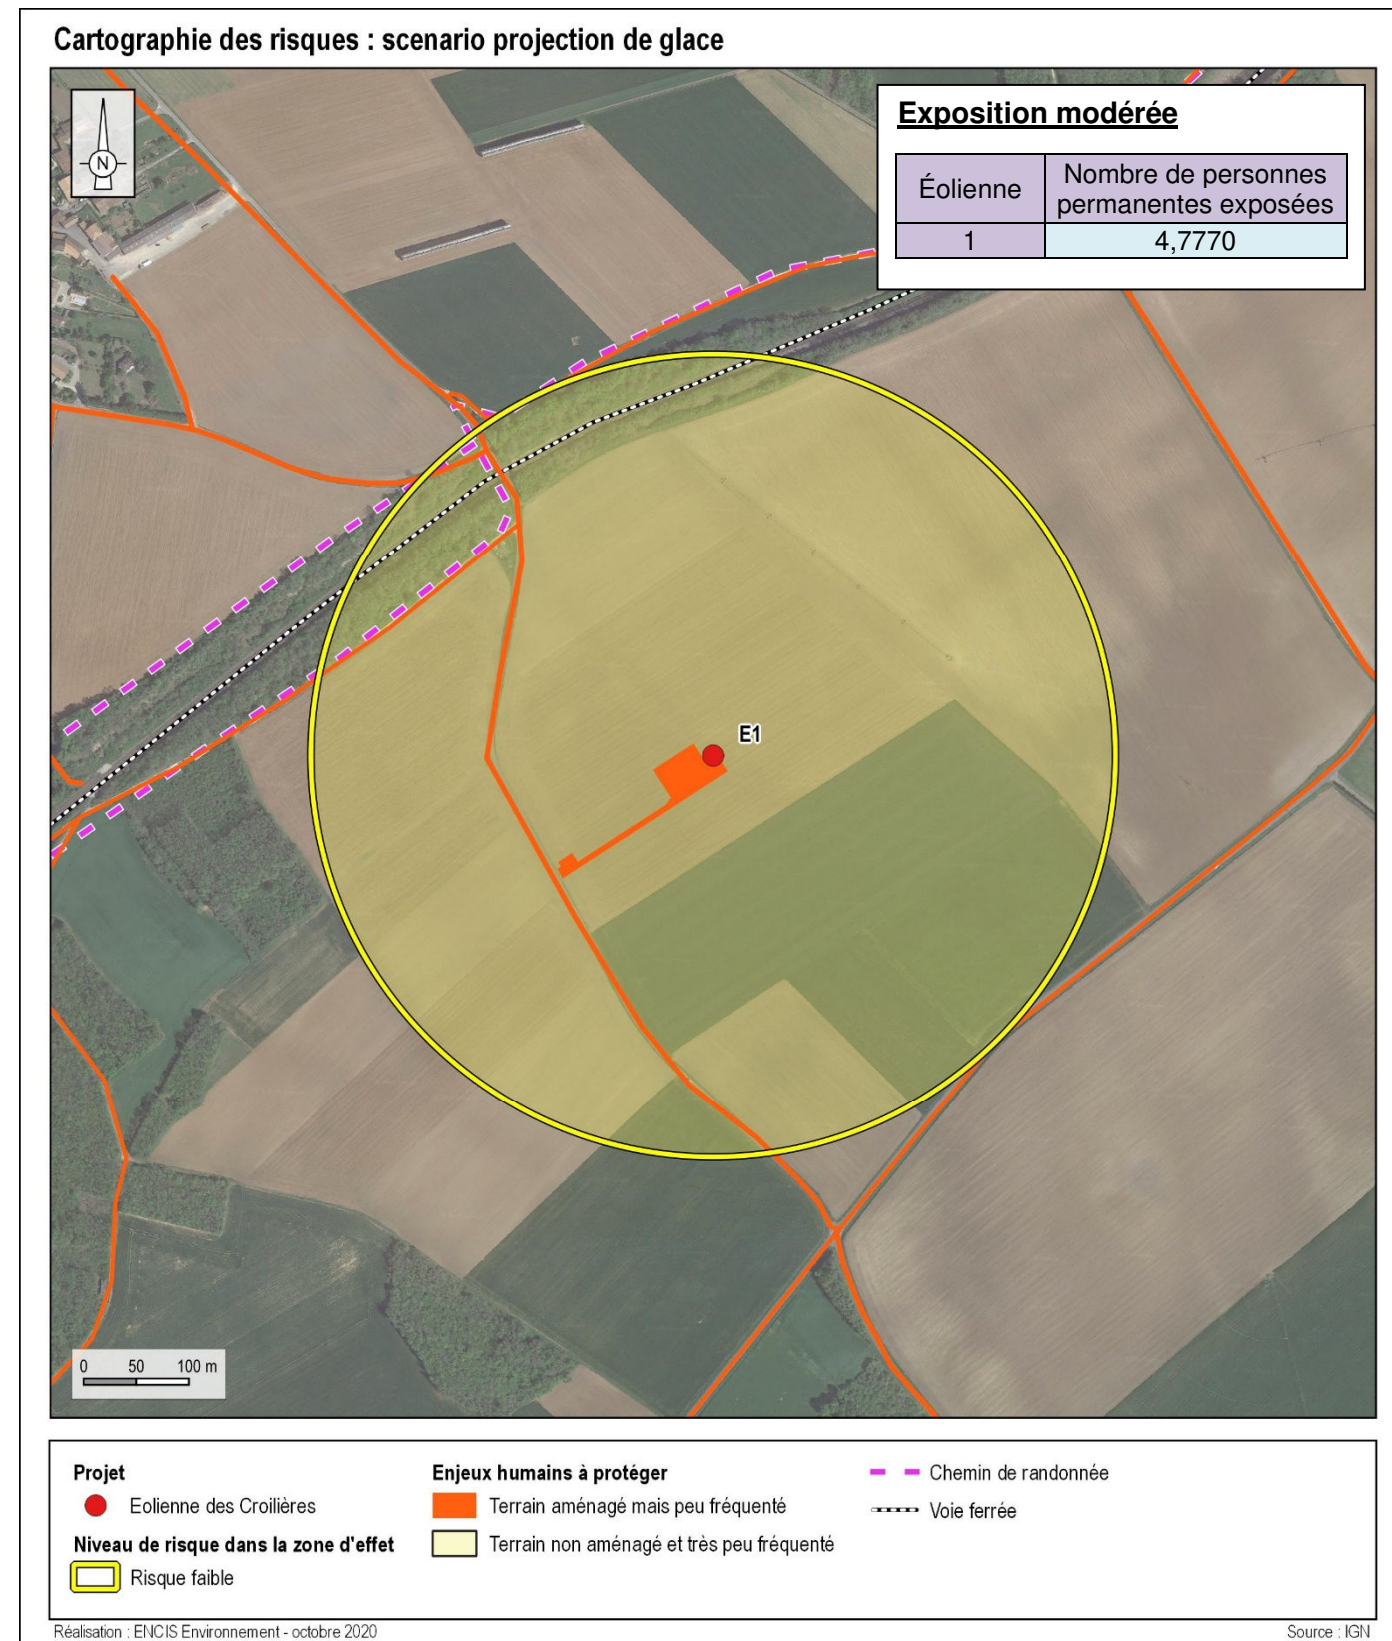 Cartographie des risques : scenario projection de glace
N
Exposition modérée
Éolienne
Nombre de personnes
permanentes exposées
1
4,7770
E1
0 50 100 m
Projet
Eolienne des Croilières
Niveau de risque dans la zone d'effet
Risque faible
Enjeux humains à protéger
Terrain aménagé mais peu fréquenté
Terrain non aménagé et très peu fréquenté
Chemin de randonnée
Voie ferrée
Réalisation : ENCIS Environnement - octobre 2020
Source : IGN